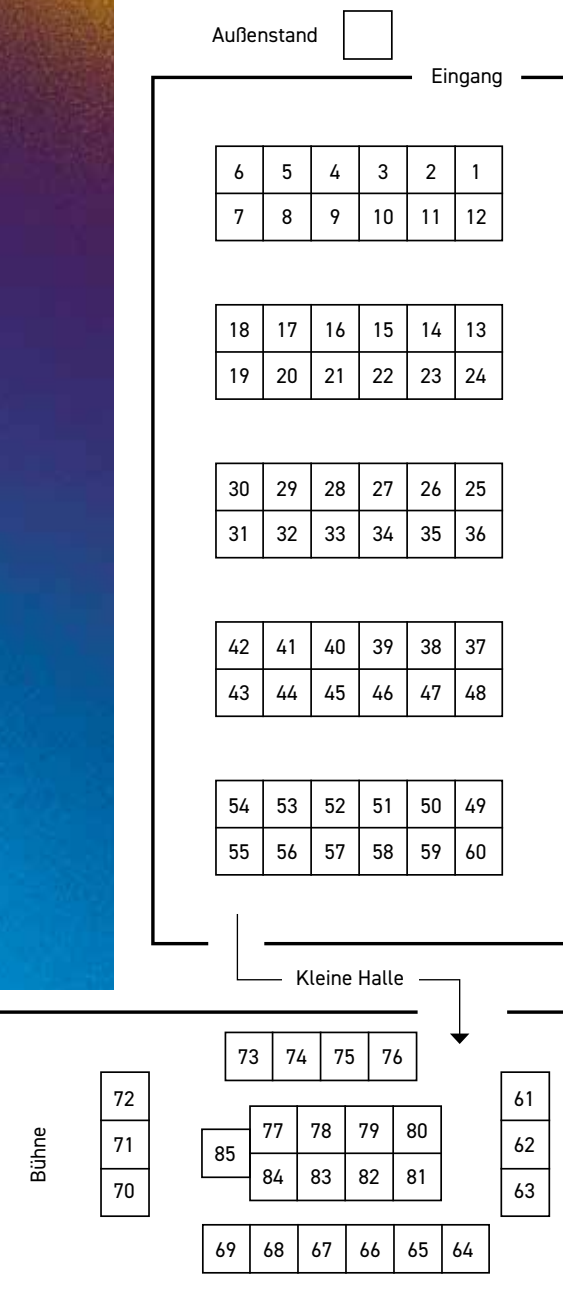 Außenstand
Eingang
6 5 4 3 2 1
7 8 9 10 11 12
18 17 16 15 14 13
19 20 21 22 23 24
30 29 28 27 26 25
31 32 33 34 35 36
42 41 40 39 38 37
43 44 45 46 47 48
54 53 52 51 50 49
55 56 57 58 59 60
Kleine Halle
73 74 75 76
72
71
70
Bühne
85
77 78 79 80
84 83 82 81
61
62
63
69 68 67 66 65 64